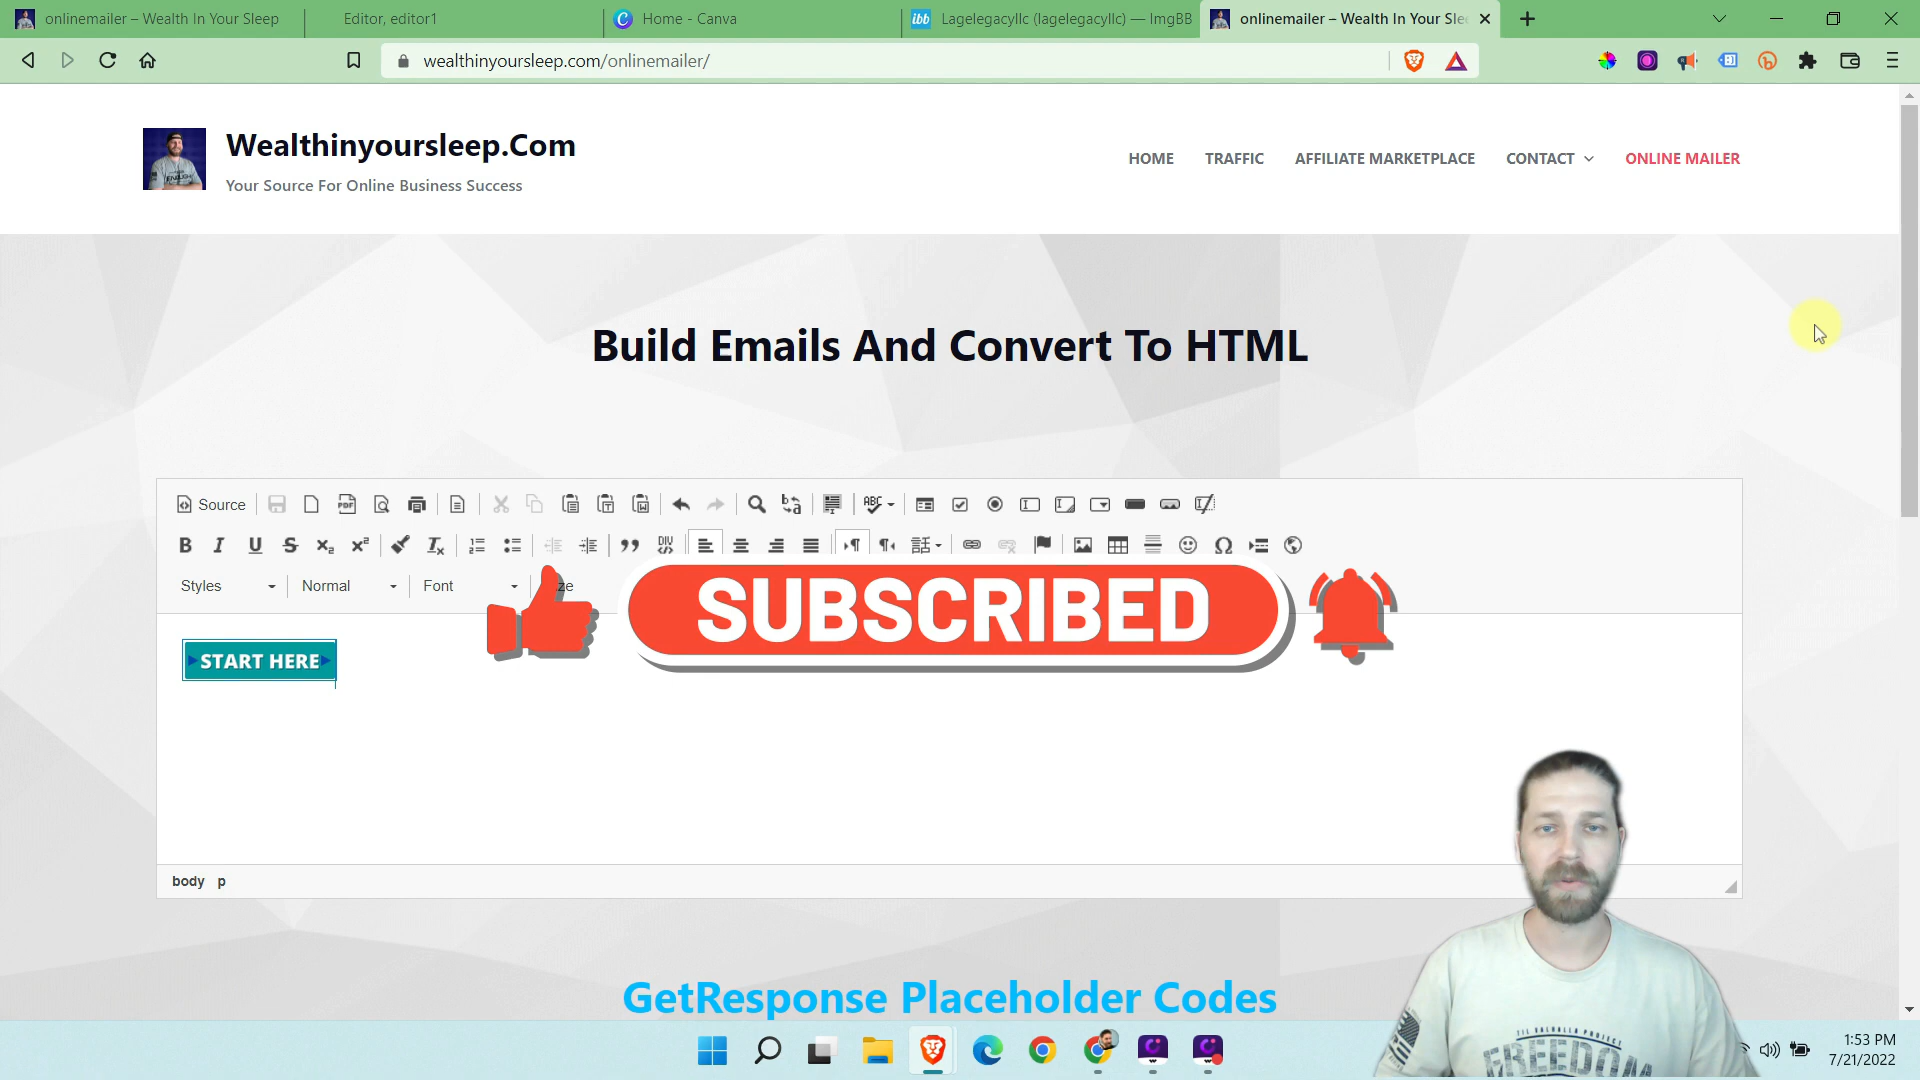 onlinemailer – Wealth In Your Sleep
Editor, editor1
Home - Canva
Lagelegacyllc (lagelegacyllc) — ImgBB
onlinemailer – Wealth In Your Slee
wealthinyoursleep.com/onlinemailer/
Wealthinyoursleep.Com
Your Source For Online Business Success
HOME
TRAFFIC
AFFILIATE MARKETPLACE
CONTACT
ONLINE MAILER
Build Emails And Convert To HTML
Source
Styles
Normal
Font
ze
SUBSCRIBED
START HERE
body p
GetResponse Placeholder Codes
FREEDOM
1:53 PM
7/21/2022